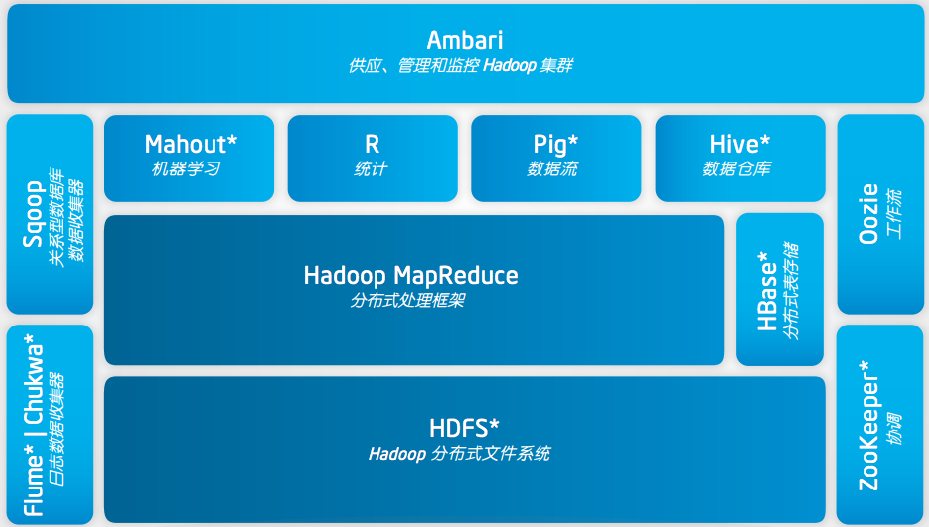 Ambari
供应、管理和监控 Hadoop 集群
Sqoop
关系型数据库
数据收集器
Mahout*
机器学习
R
统计
Pig*
数据流
Hive*
数据仓库
Oozie
工作流
Hadoop MapReduce
分布式处理框架
HBase*
分布式表存储
Flume* | Chukwa*
日志数据收集器
HDFS*
Hadoop 分布式文件系统
ZooKeeper*
协调